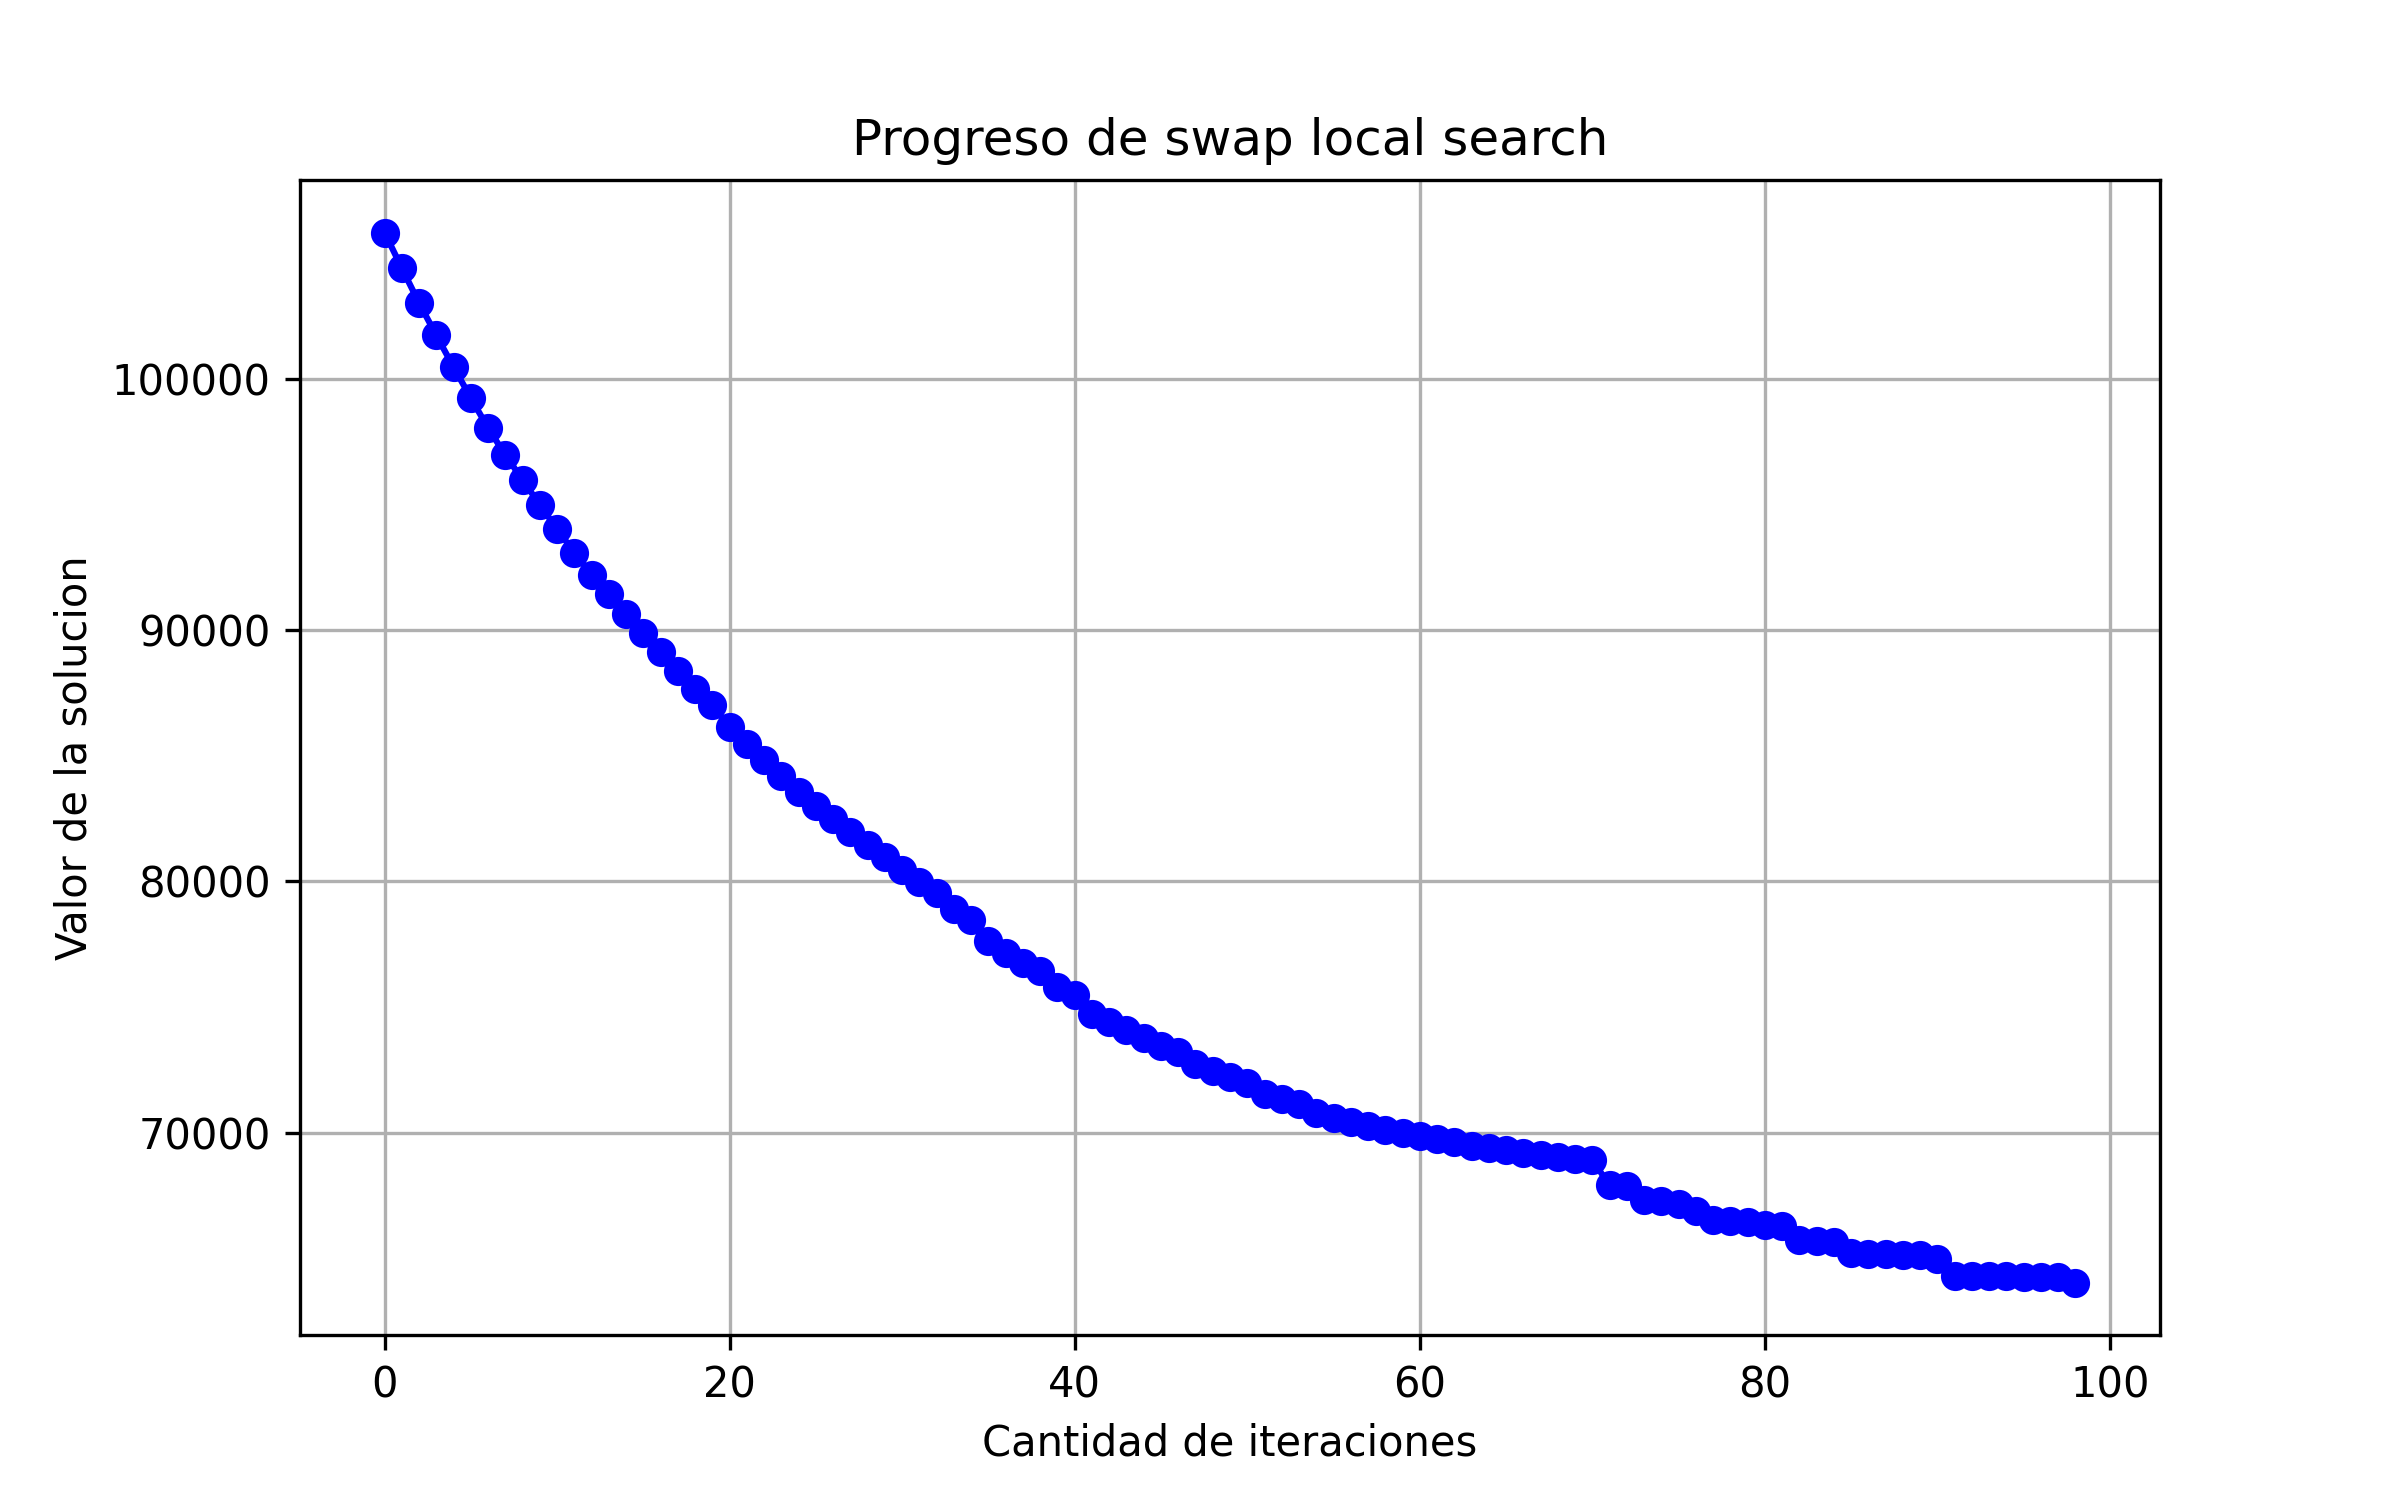 Progreso de swap local search
Valor de la solucion
100000
90000
80000
70000
0 20 40 60 80 100
Cantidad de iteraciones